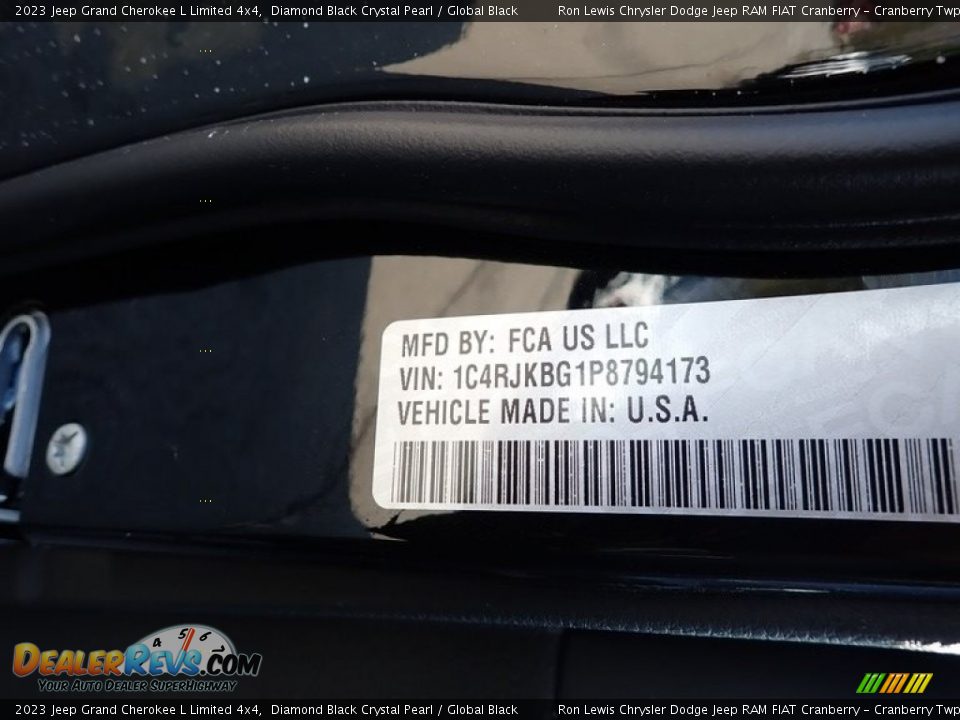 2023 Jeep Grand Cherokee L Limited 4x4, Diamond Black Crystal Pearl / Global Black Ron Lewis Chrysler Dodge Jeep RAM FIAT Cranberry – Cranberry Twp
MFD BY: FCA US LLC
VIN: 1C4RJKBG1P8794173
VEHICLE MADE IN: U.S.A.
4 5 6
DealerRevs.com
Your Auto Dealer SuperHighway
2023 Jeep Grand Cherokee L Limited 4x4, Diamond Black Crystal Pearl / Global Black Ron Lewis Chrysler Dodge Jeep RAM FIAT Cranberry – Cranberry Twp